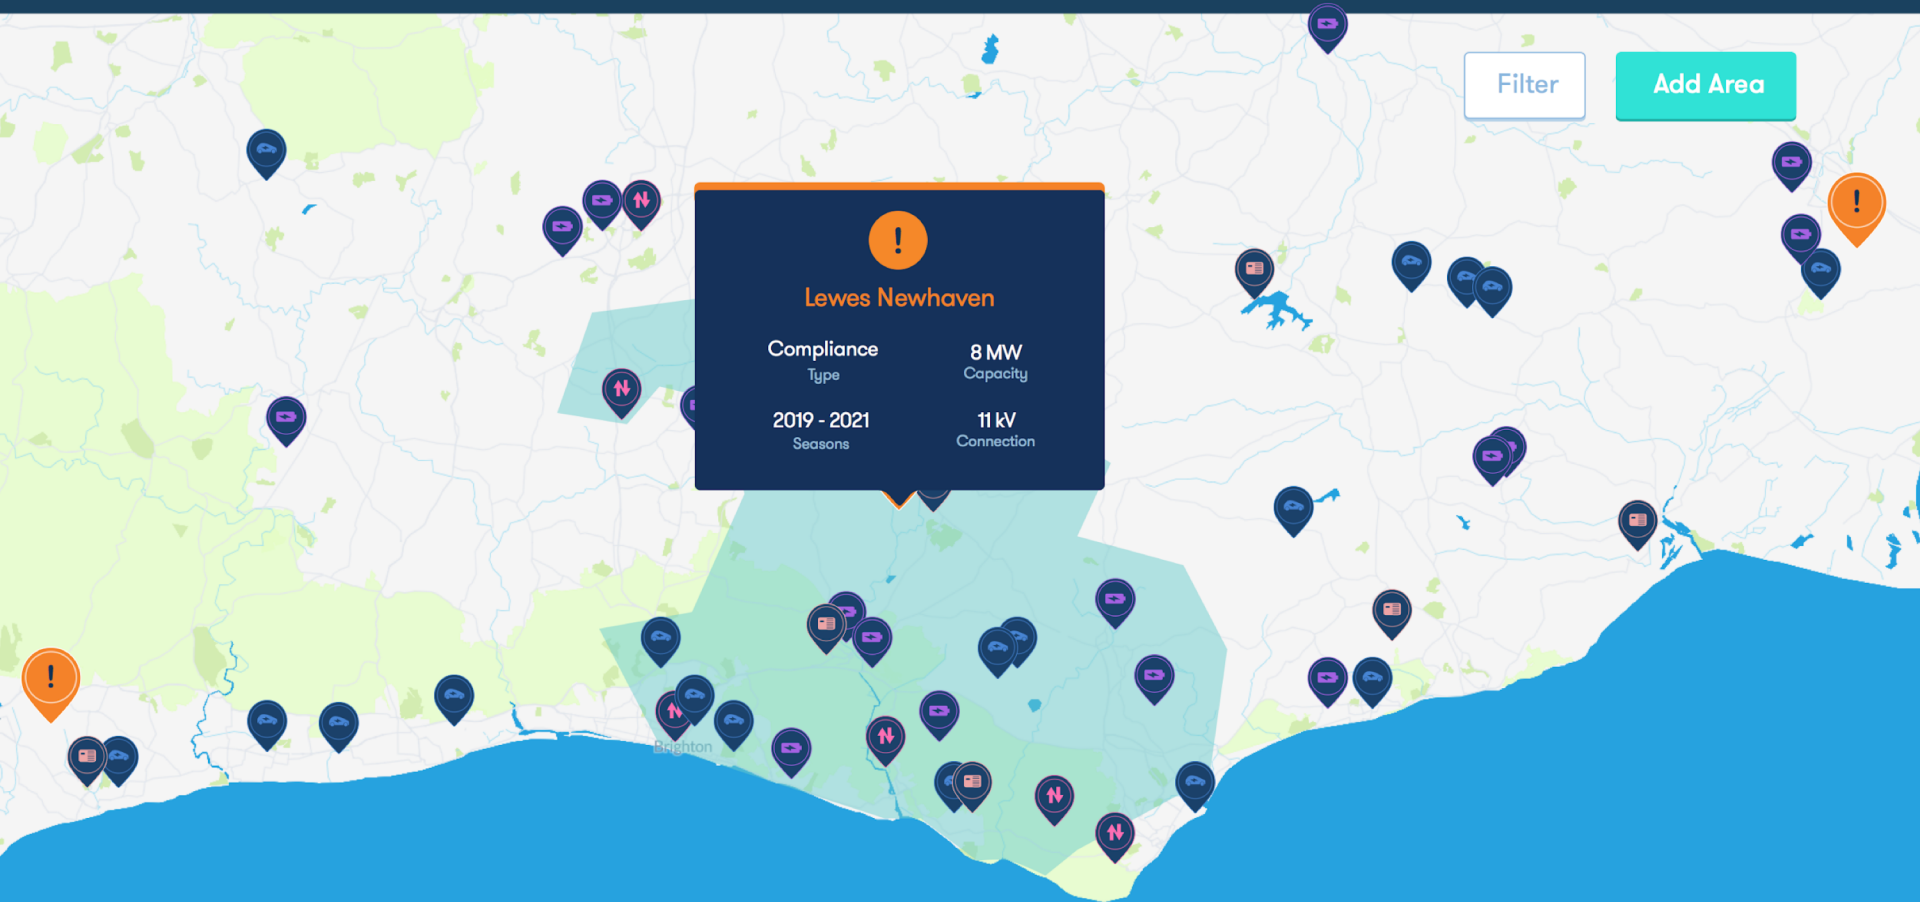 Filter
Add Area
!
!
Lewes Newhaven
Compliance
Type
8 MW
Capacity
2019 - 2021
Seasons
11 kV
Connection
!
Brighton